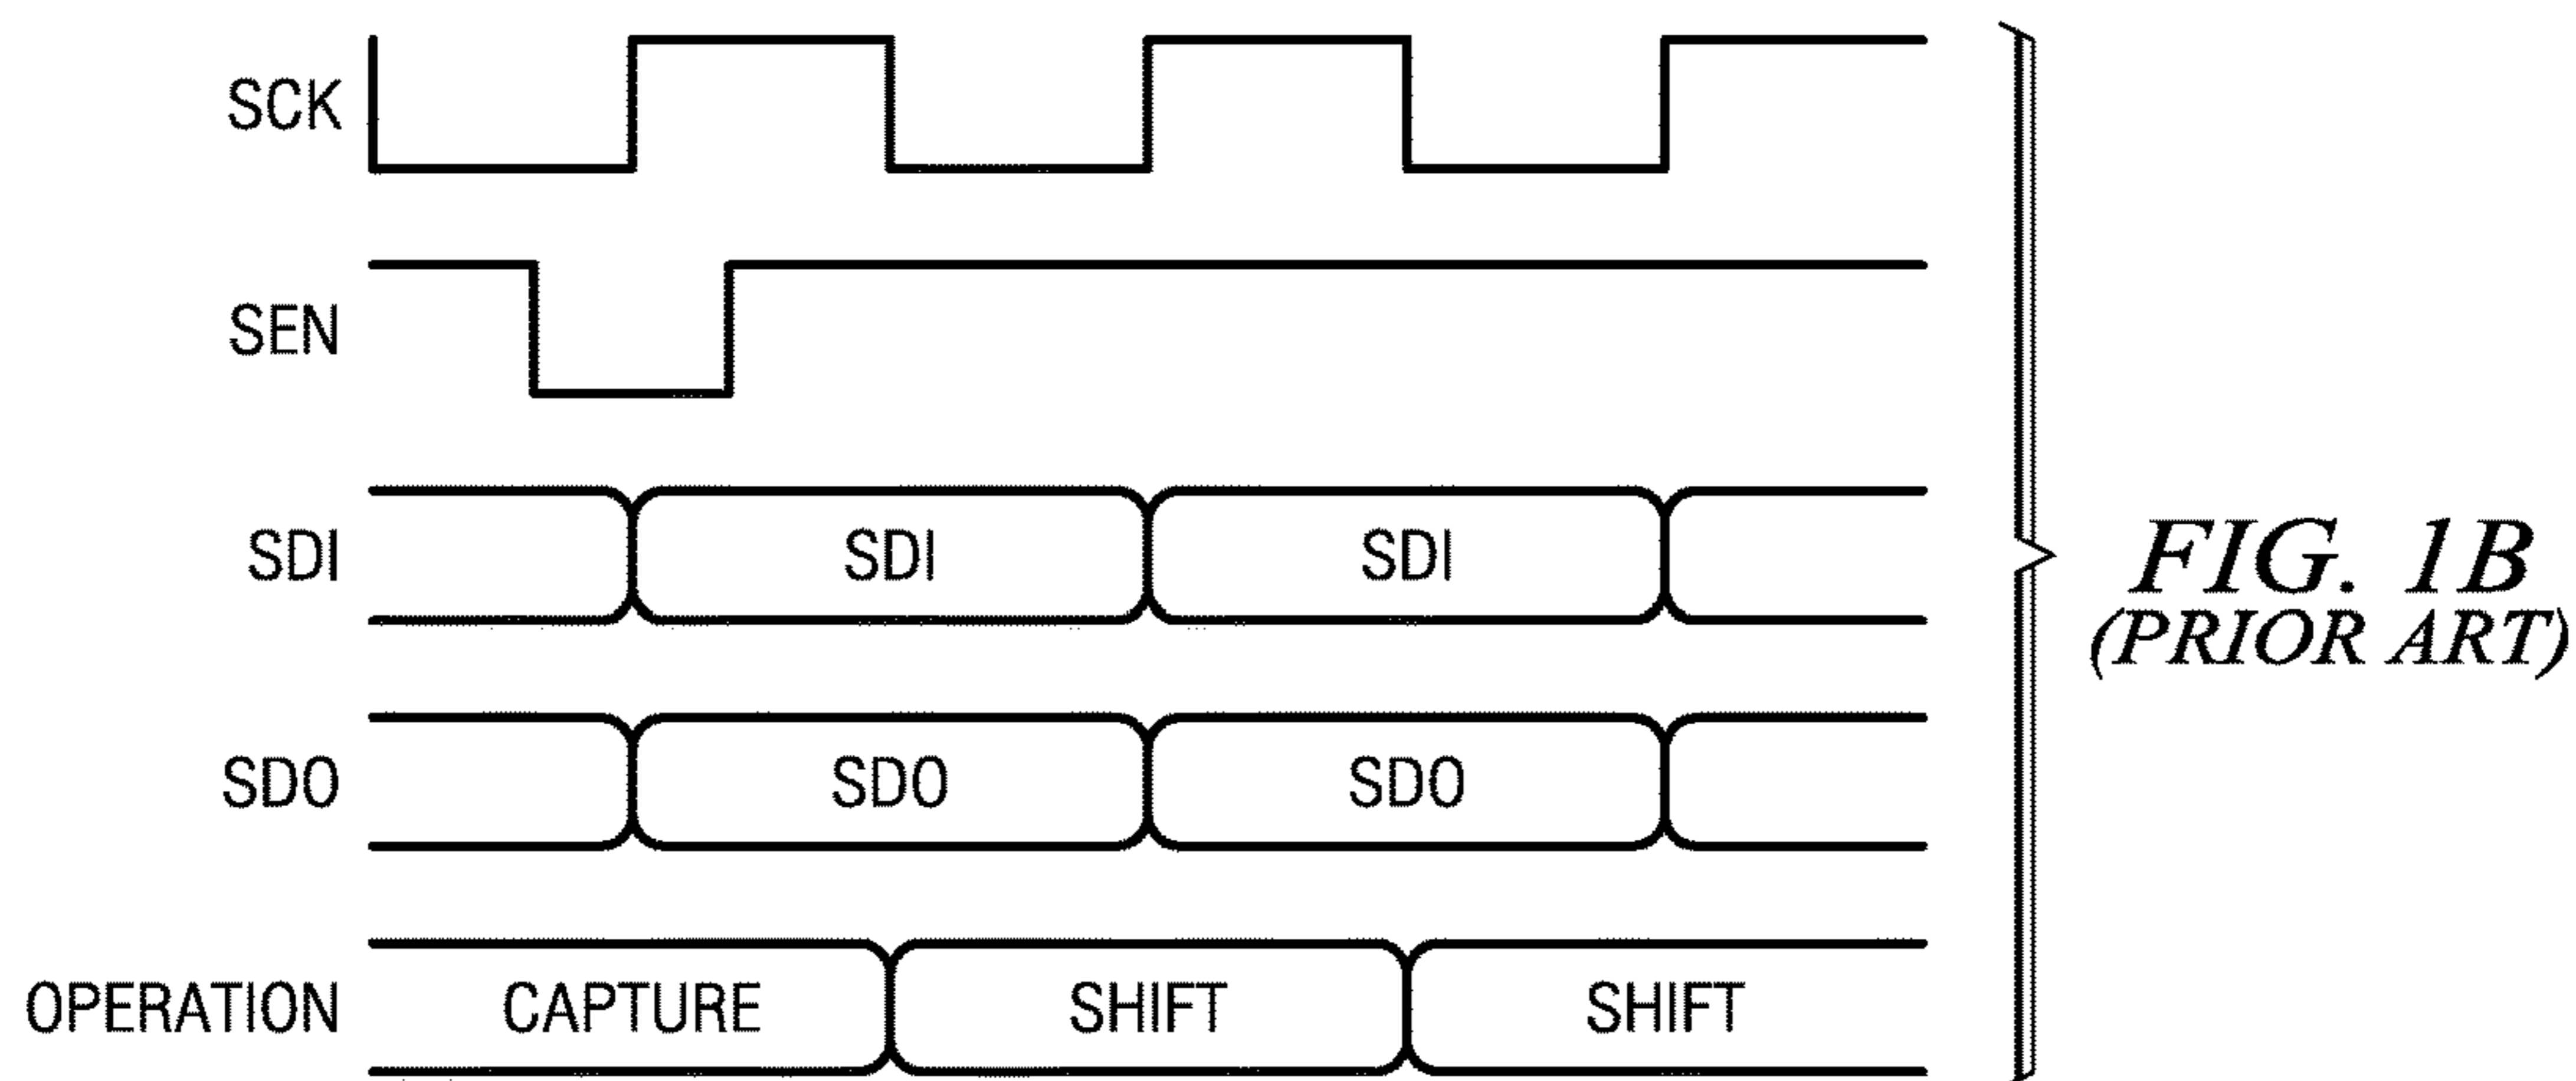 SCK
SEN
SDI SDI SDI
SDO SDO SDO
OPERATION CAPTURE SHIFT SHIFT
FIG. 1B
(PRIOR ART)